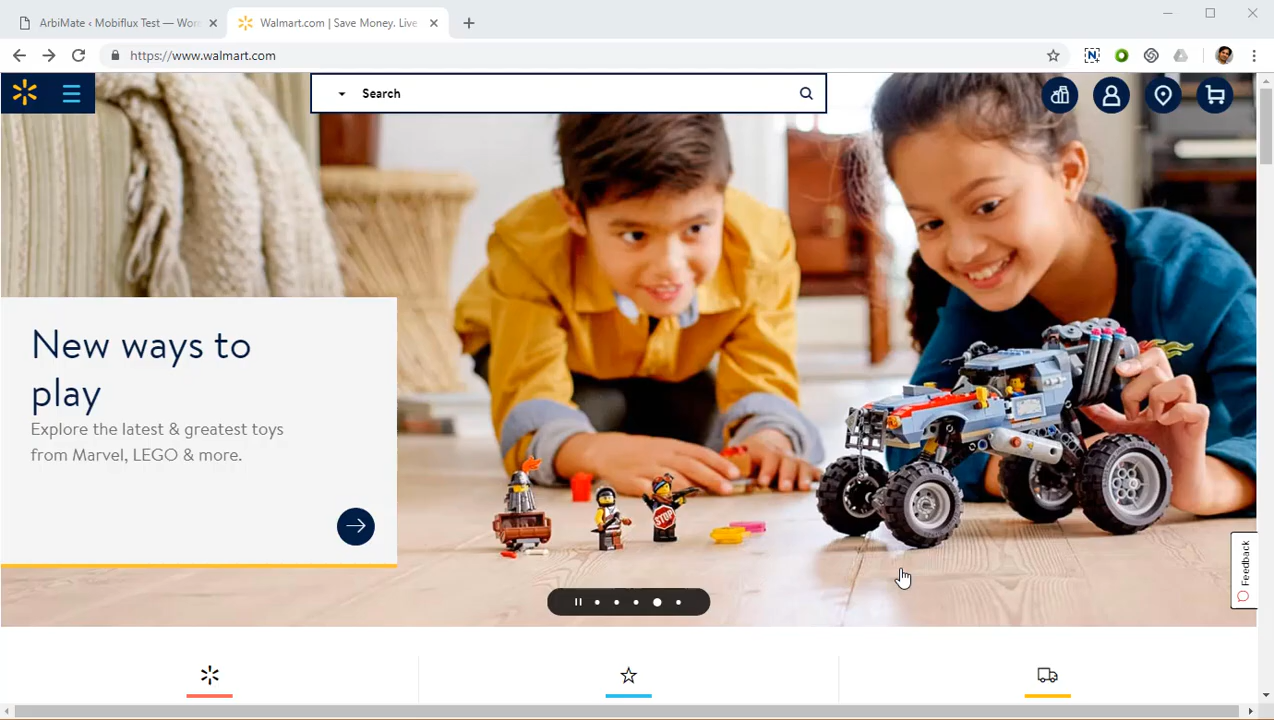 ArbiMate ‹ Mobiflux Test — Wor
Walmart.com | Save Money. Live
https://www.walmart.com
Search
New ways to
play
Explore the latest & greatest toys
from Marvel, LEGO & more.
STOP
Feedback